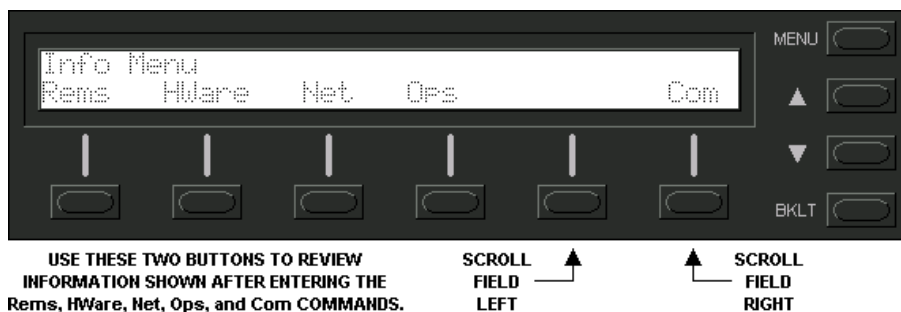 MENU
Info Menu
Rems HWare Net Ops Com
▲
▼
BKLT
USE THESE TWO BUTTONS TO REVIEW
INFORMATION SHOWN AFTER ENTERING THE
Rems, HWare, Net, Ops, and Com COMMANDS.
SCROLL
FIELD
LEFT
SCROLL
FIELD
RIGHT